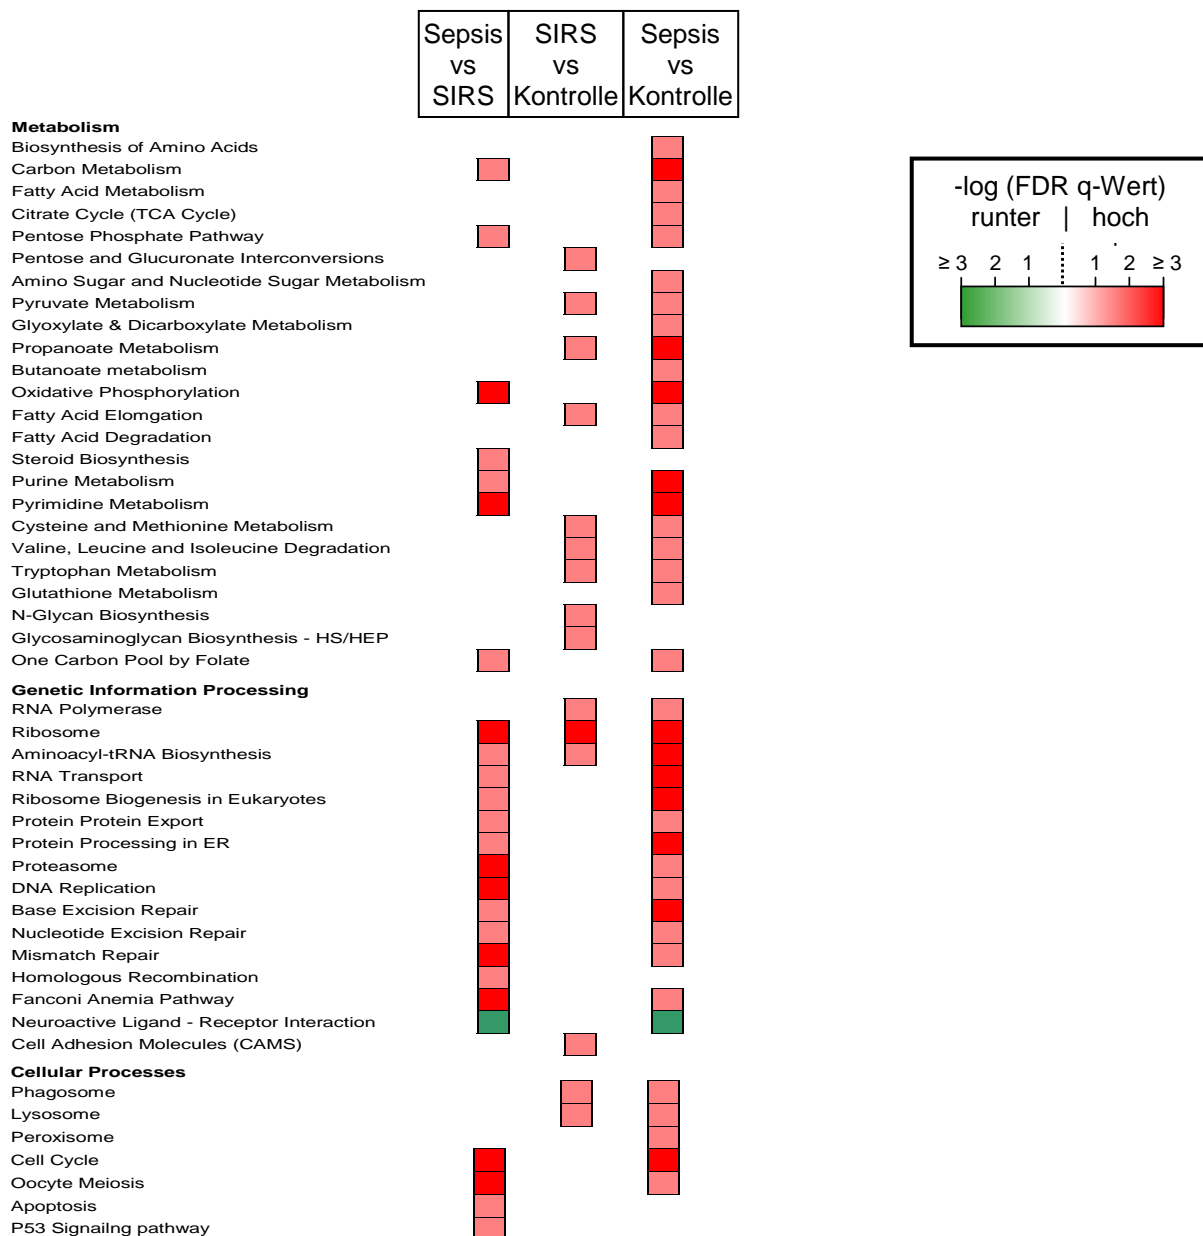 Sepsis
vs
SIRS
SIRS
vs
Kontrolle
Sepsis
vs
Kontrolle
Metabolism
Biosynthesis of Amino Acids
Carbon Metabolism
Fatty Acid Metabolism
Citrate Cycle (TCA Cycle)
Pentose Phosphate Pathway
Pentose and Glucuronate Interconversions
Amino Sugar and Nucleotide Sugar Metabolism
Pyruvate Metabolism
Glyoxylate & Dicarboxylate Metabolism
Propanoate Metabolism
Butanoate metabolism
Oxidative Phosphorylation
Fatty Acid Elomgation
Fatty Acid Degradation
Steroid Biosynthesis
Purine Metabolism
Pyrimidine Metabolism
Cysteine and Methionine Metabolism
Valine, Leucine and Isoleucine Degradation
Tryptophan Metabolism
Glutathione Metabolism
N-Glycan Biosynthesis
Glycosaminoglycan Biosynthesis - HS/HEP
One Carbon Pool by Folate
Genetic Information Processing
RNA Polymerase
Ribosome
Aminoacyl-tRNA Biosynthesis
RNA Transport
Ribosome Biogenesis in Eukaryotes
Protein Protein Export
Protein Processing in ER
Proteasome
DNA Replication
Base Excision Repair
Nucleotide Excision Repair
Mismatch Repair
Homologous Recombination
Fanconi Anemia Pathway
Neuroactive Ligand - Receptor Interaction
Cell Adhesion Molecules (CAMS)
Cellular Processes
Phagosome
Lysosome
Peroxisome
Cell Cycle
Oocyte Meiosis
Apoptosis
P53 Signailng pathway
-log (FDR q-Wert)
runter | hoch
≥ 3 2 1 1 2 ≥ 3